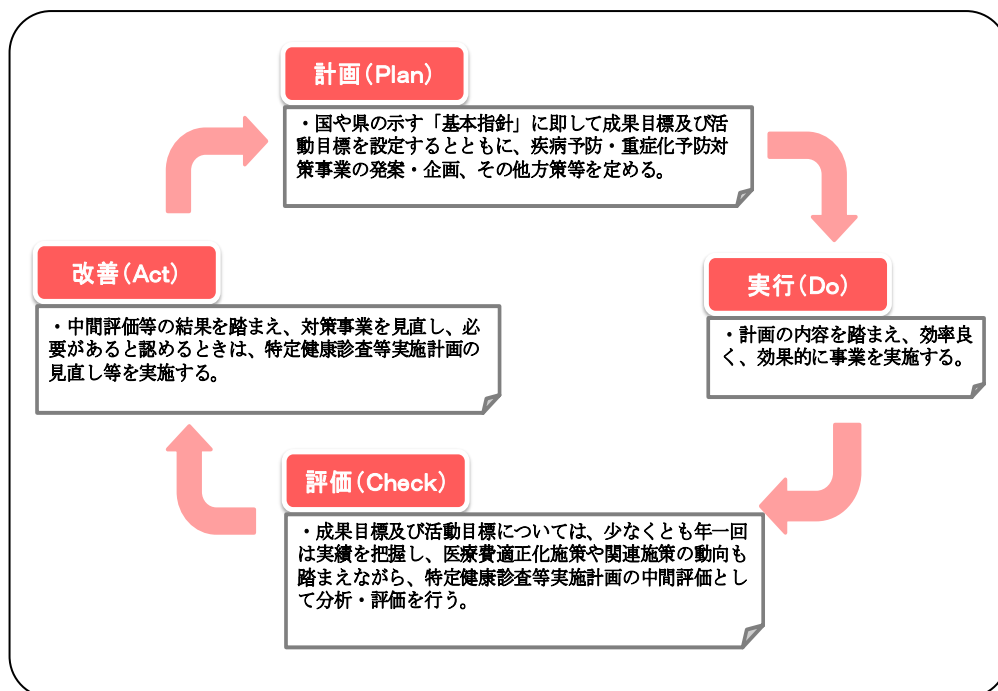 計画(Plan)
・国や県の示す「基本指針」に即して成果目標及び活
動目標を設定するとともに、疾病予防・重症化予防対
策事業の発案・企画、その他方策等を定める。
改善(Act)
・中間評価等の結果を踏まえ、対策事業を見直し、必
要があると認めるときは、特定健康診査等実施計画の
見直し等を実施する。
実行(Do)
・計画の内容を踏まえ、効率良
く、効果的に事業を実施する。
評価(Check)
・成果目標及び活動目標については、少なくとも年一回
は実績を把握し、医療費適正化施策や関連施策の動向も
踏まえながら、特定健康診査等実施計画の中間評価とし
て分析・評価を行う。